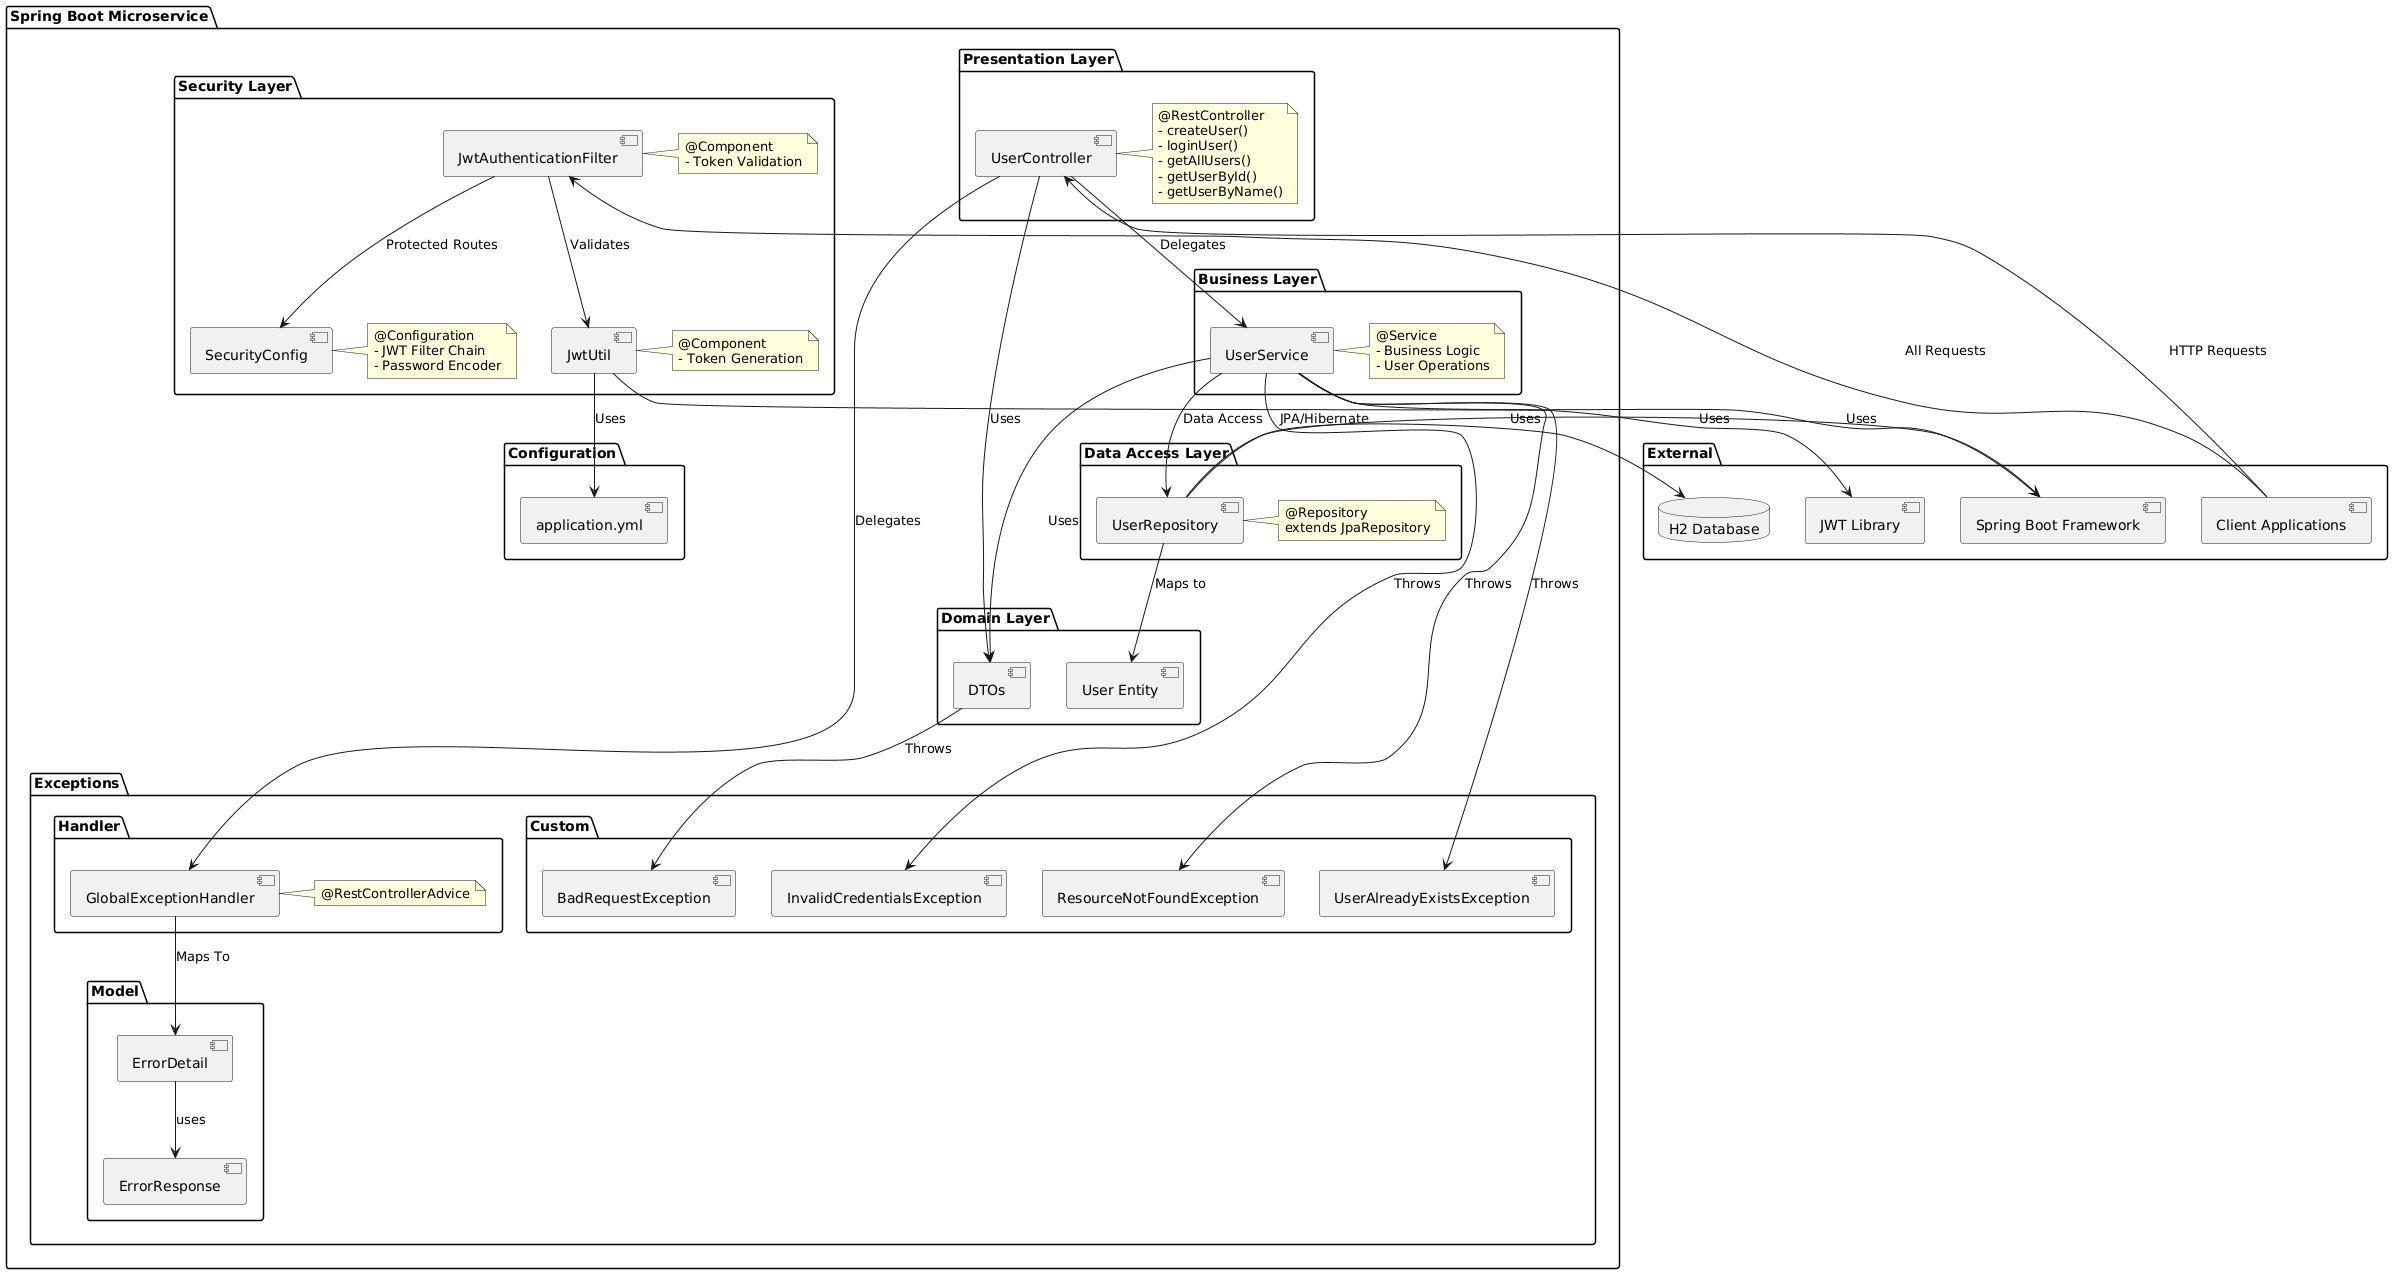 Spring Boot Microservice
Presentation Layer
Security Layer
JwtAuthenticationFilter
@Component
- Token Validation
UserController
@RestController
- createUser()
- loginUser()
- getAllUsers()
- getUserById()
- getUserByName()
Protected Routes
Validates
Delegates
Business Layer
SecurityConfig
@Configuration
- JWT Filter Chain
- Password Encoder
JwtUtil
@Component
- Token Generation
UserService
@Service
- Business Logic
- User Operations
All Requests
HTTP Requests
Uses
Uses
Data Access
JPA/Hibernate
Uses
Uses
Uses
Configuration
application.yml
Data Access Layer
UserRepository
@Repository
extends JpaRepository
External
H2 Database
JWT Library
Spring Boot Framework
Client Applications
Delegates
Uses
Maps to
Throws
Throws
Throws
Domain Layer
DTOs
User Entity
Throws
Exceptions
Handler
GlobalExceptionHandler
@RestControllerAdvice
Custom
BadRequestException
InvalidCredentialsException
ResourceNotFoundException
UserAlreadyExistsException
Maps To
Model
ErrorDetail
uses
ErrorResponse